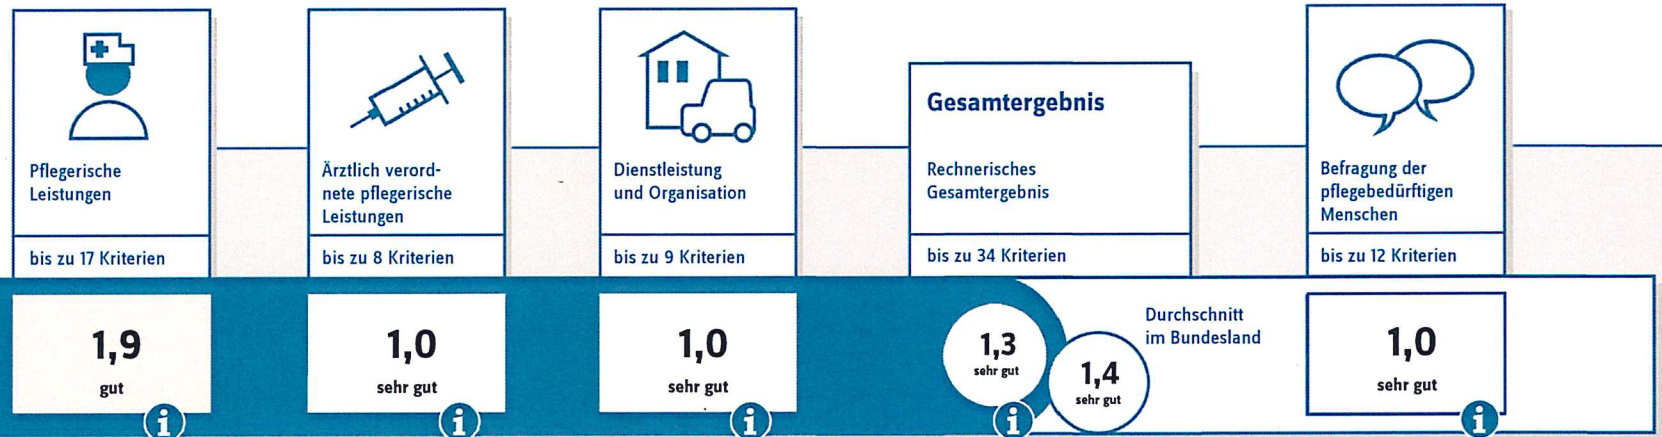 Pflegerische
Leistungen
bis zu 17 Kriterien
1,9
gut
i
Ärztlich verord-
nete pflegerische
Leistungen
bis zu 8 Kriterien
1,0
sehr gut
i
Dienstleistung
und Organisation
bis zu 9 Kriterien
1,0
sehr gut
i
Gesamtergebnis
Rechnerisches
Gesamtergebnis
bis zu 34 Kriterien
1,3
sehr gut
i
1,4
sehr gut
Durchschnitt
im Bundesland
Befragung der
pflegebedürftigen
Menschen
bis zu 12 Kriterien
1,0
sehr gut
i